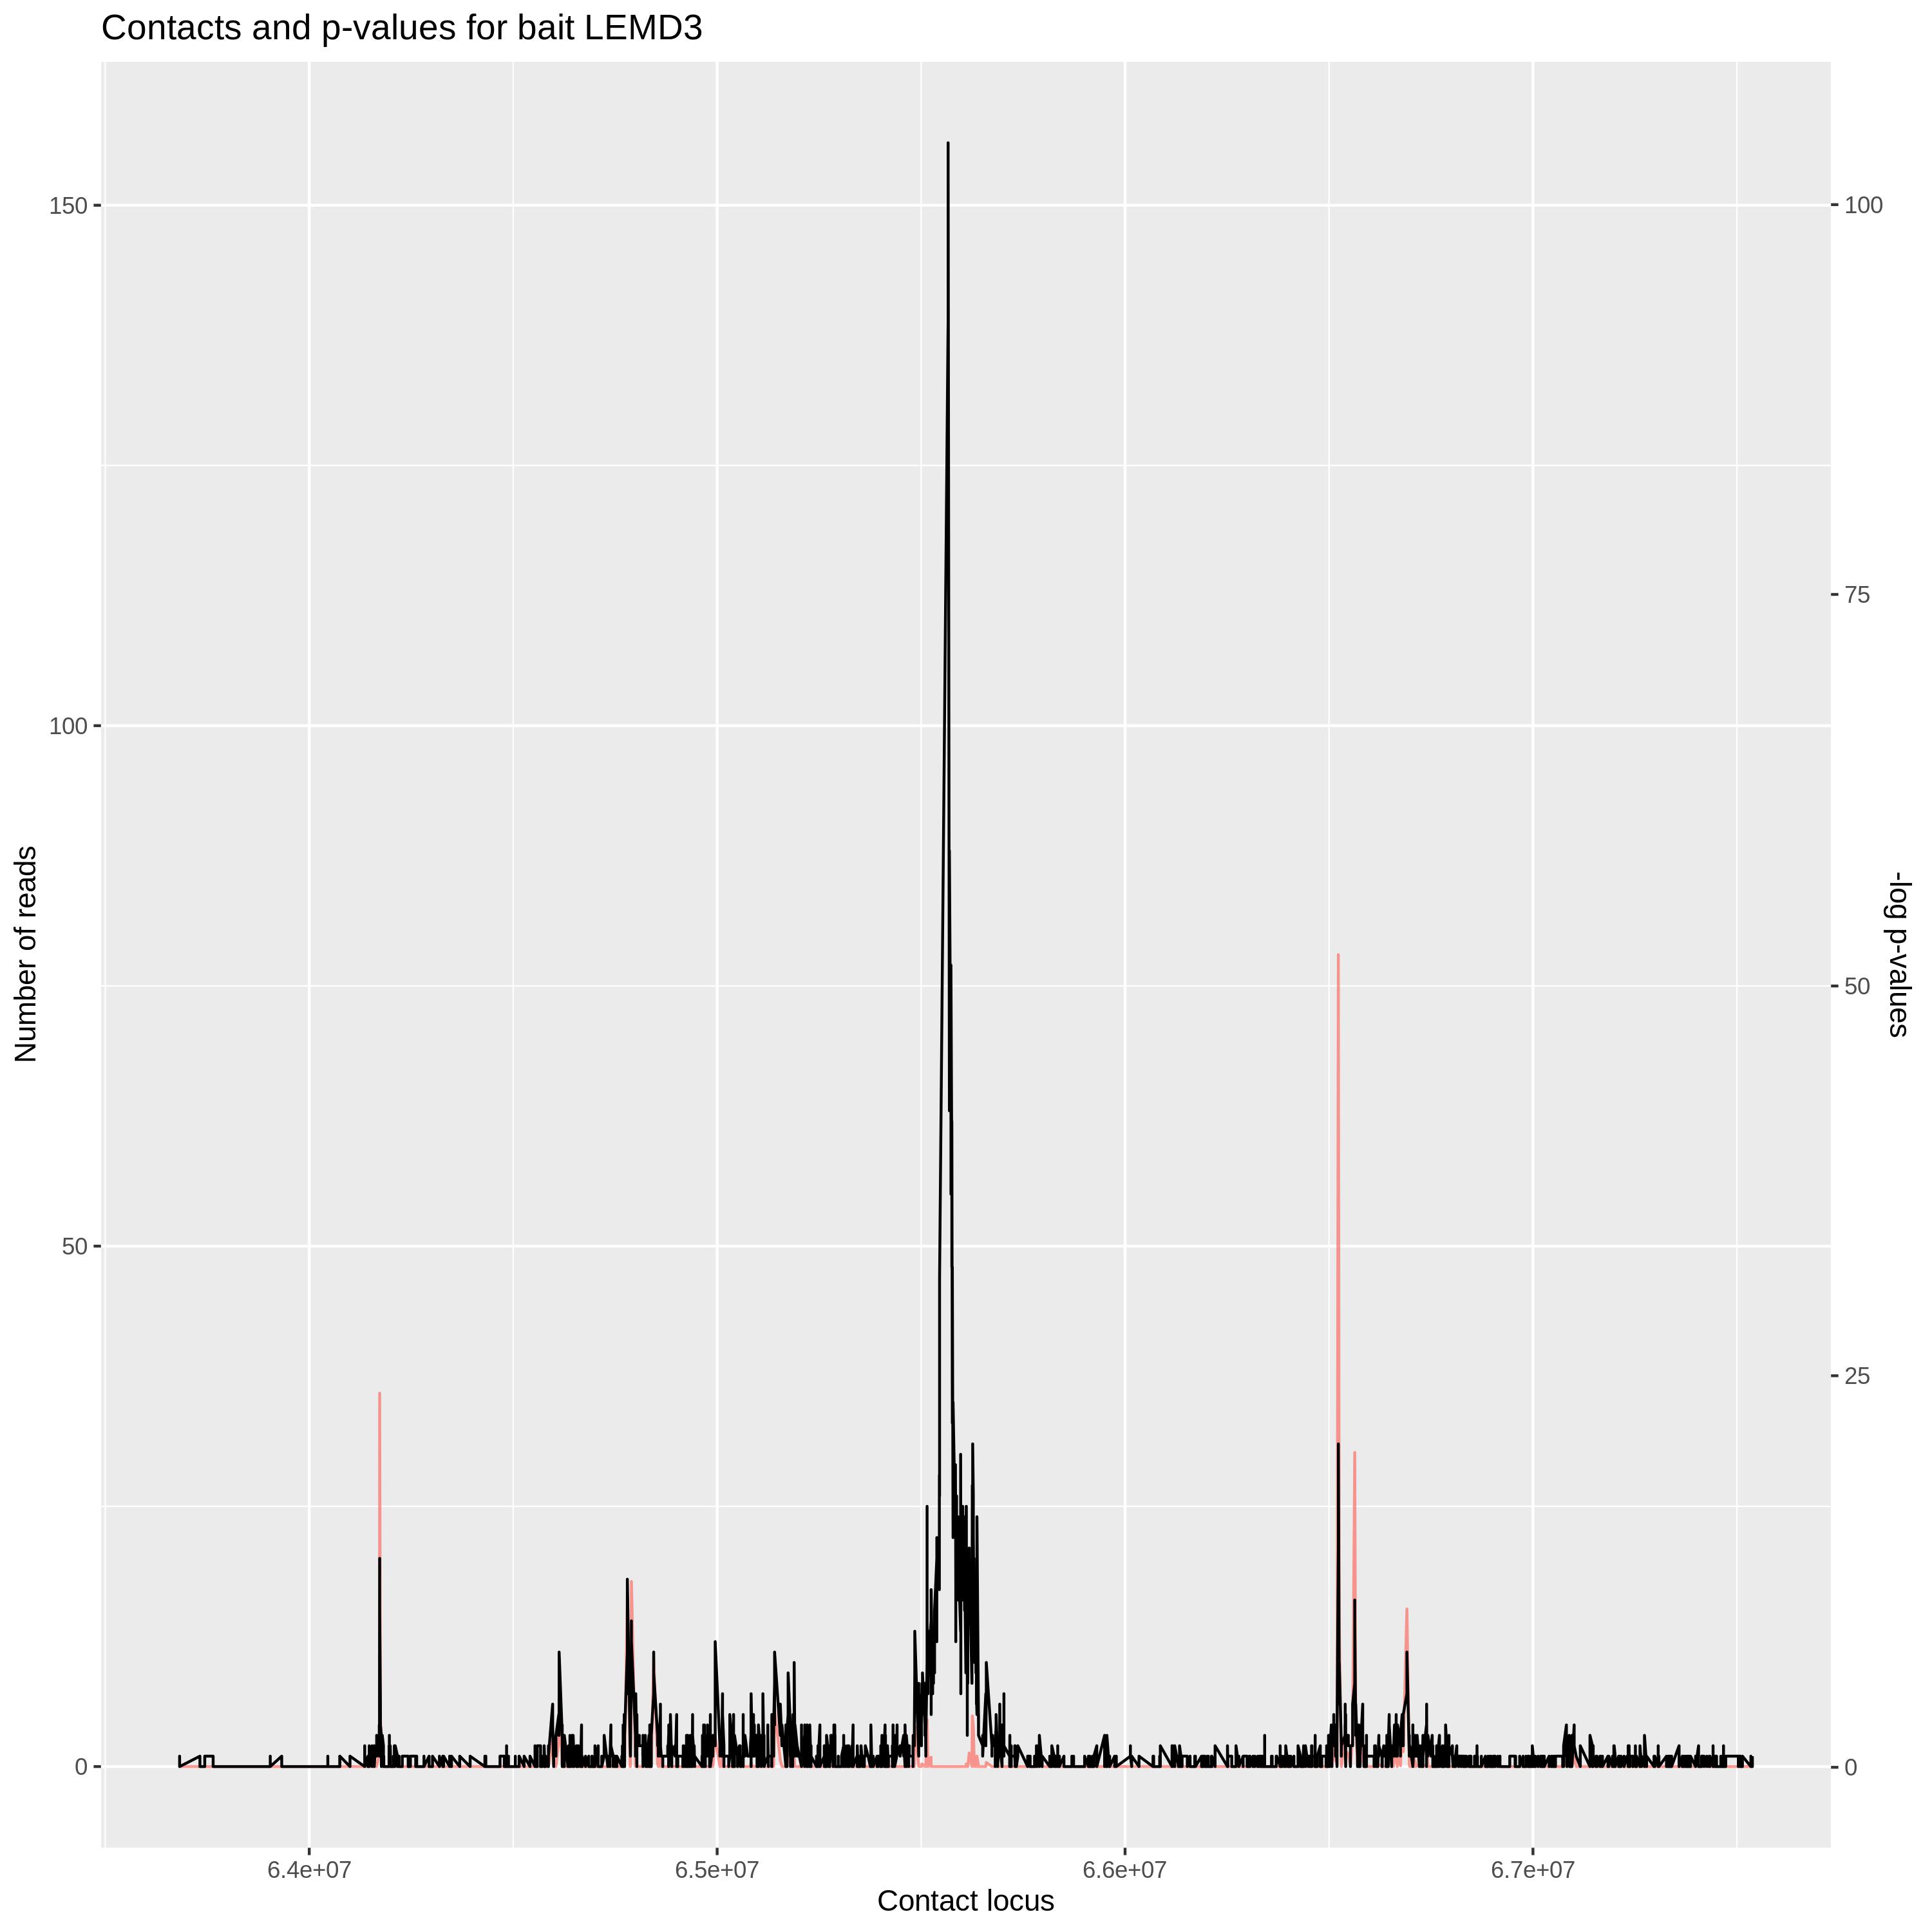 Contacts and p-values for bait LEMD3
150
100
50
0
Number of reads
100
75
50
25
0
-log p-values
6.4e+07
6.5e+07
6.6e+07
6.7e+07
Contact locus